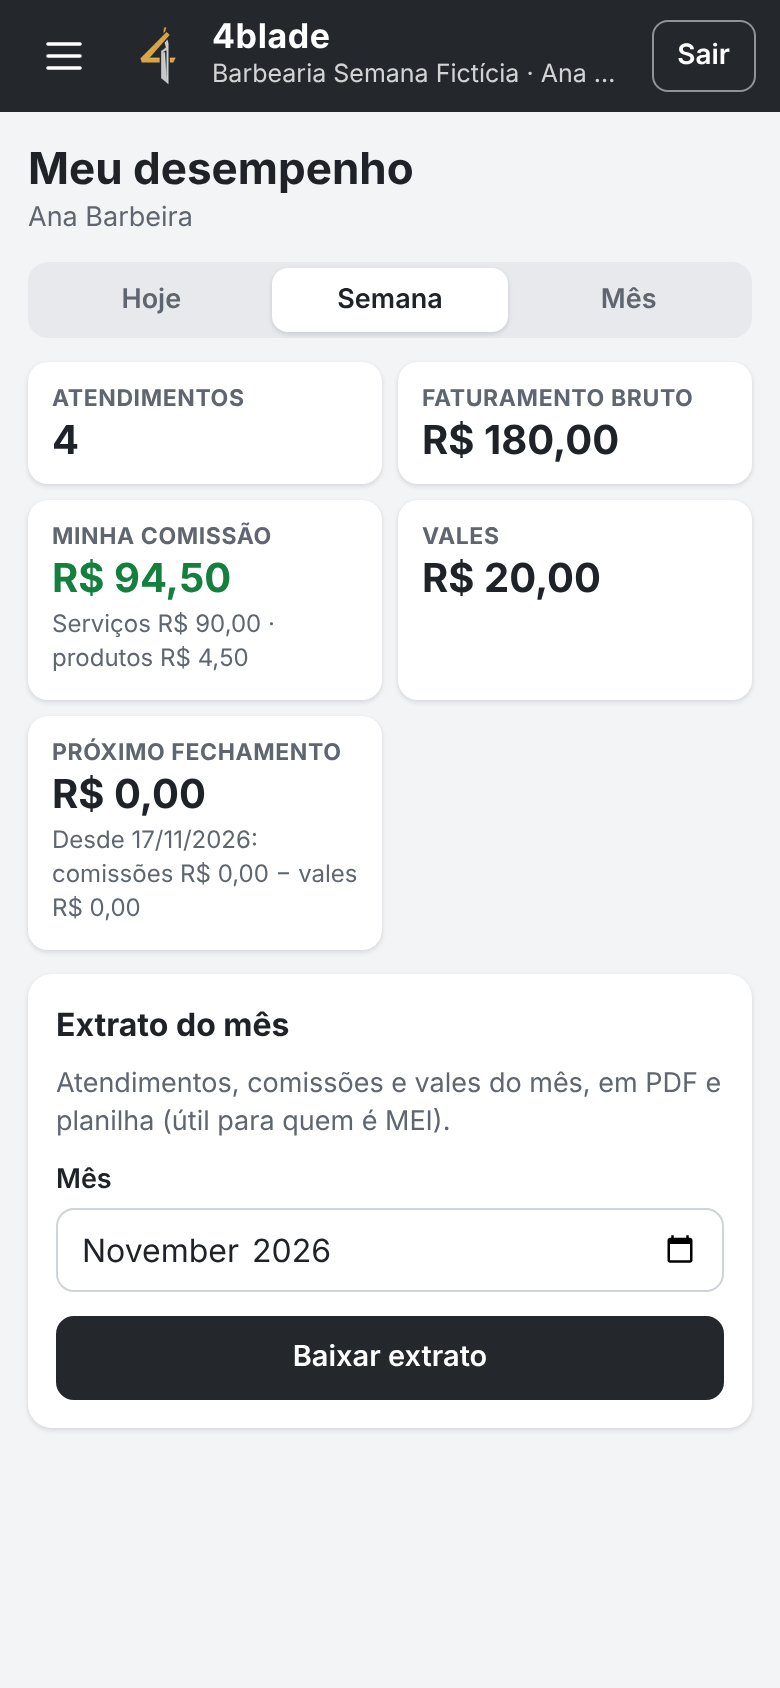 4blade
Barbearia Semana Fictícia · Ana ...
Sair
Meu desempenho
Ana Barbeira
Hoje
Semana
Mês
ATENDIMENTOS
4
FATURAMENTO BRUTO
R$ 180,00
MINHA COMISSÃO
R$ 94,50
Serviços R$ 90,00 ·
produtos R$ 4,50
VALES
R$ 20,00
PRÓXIMO FECHAMENTO
R$ 0,00
Desde 17/11/2026:
comissões R$ 0,00 − vales
R$ 0,00
Extrato do mês
Atendimentos, comissões e vales do mês, em PDF e
planilha (útil para quem é MEI).
Mês
November 2026
Baixar extrato